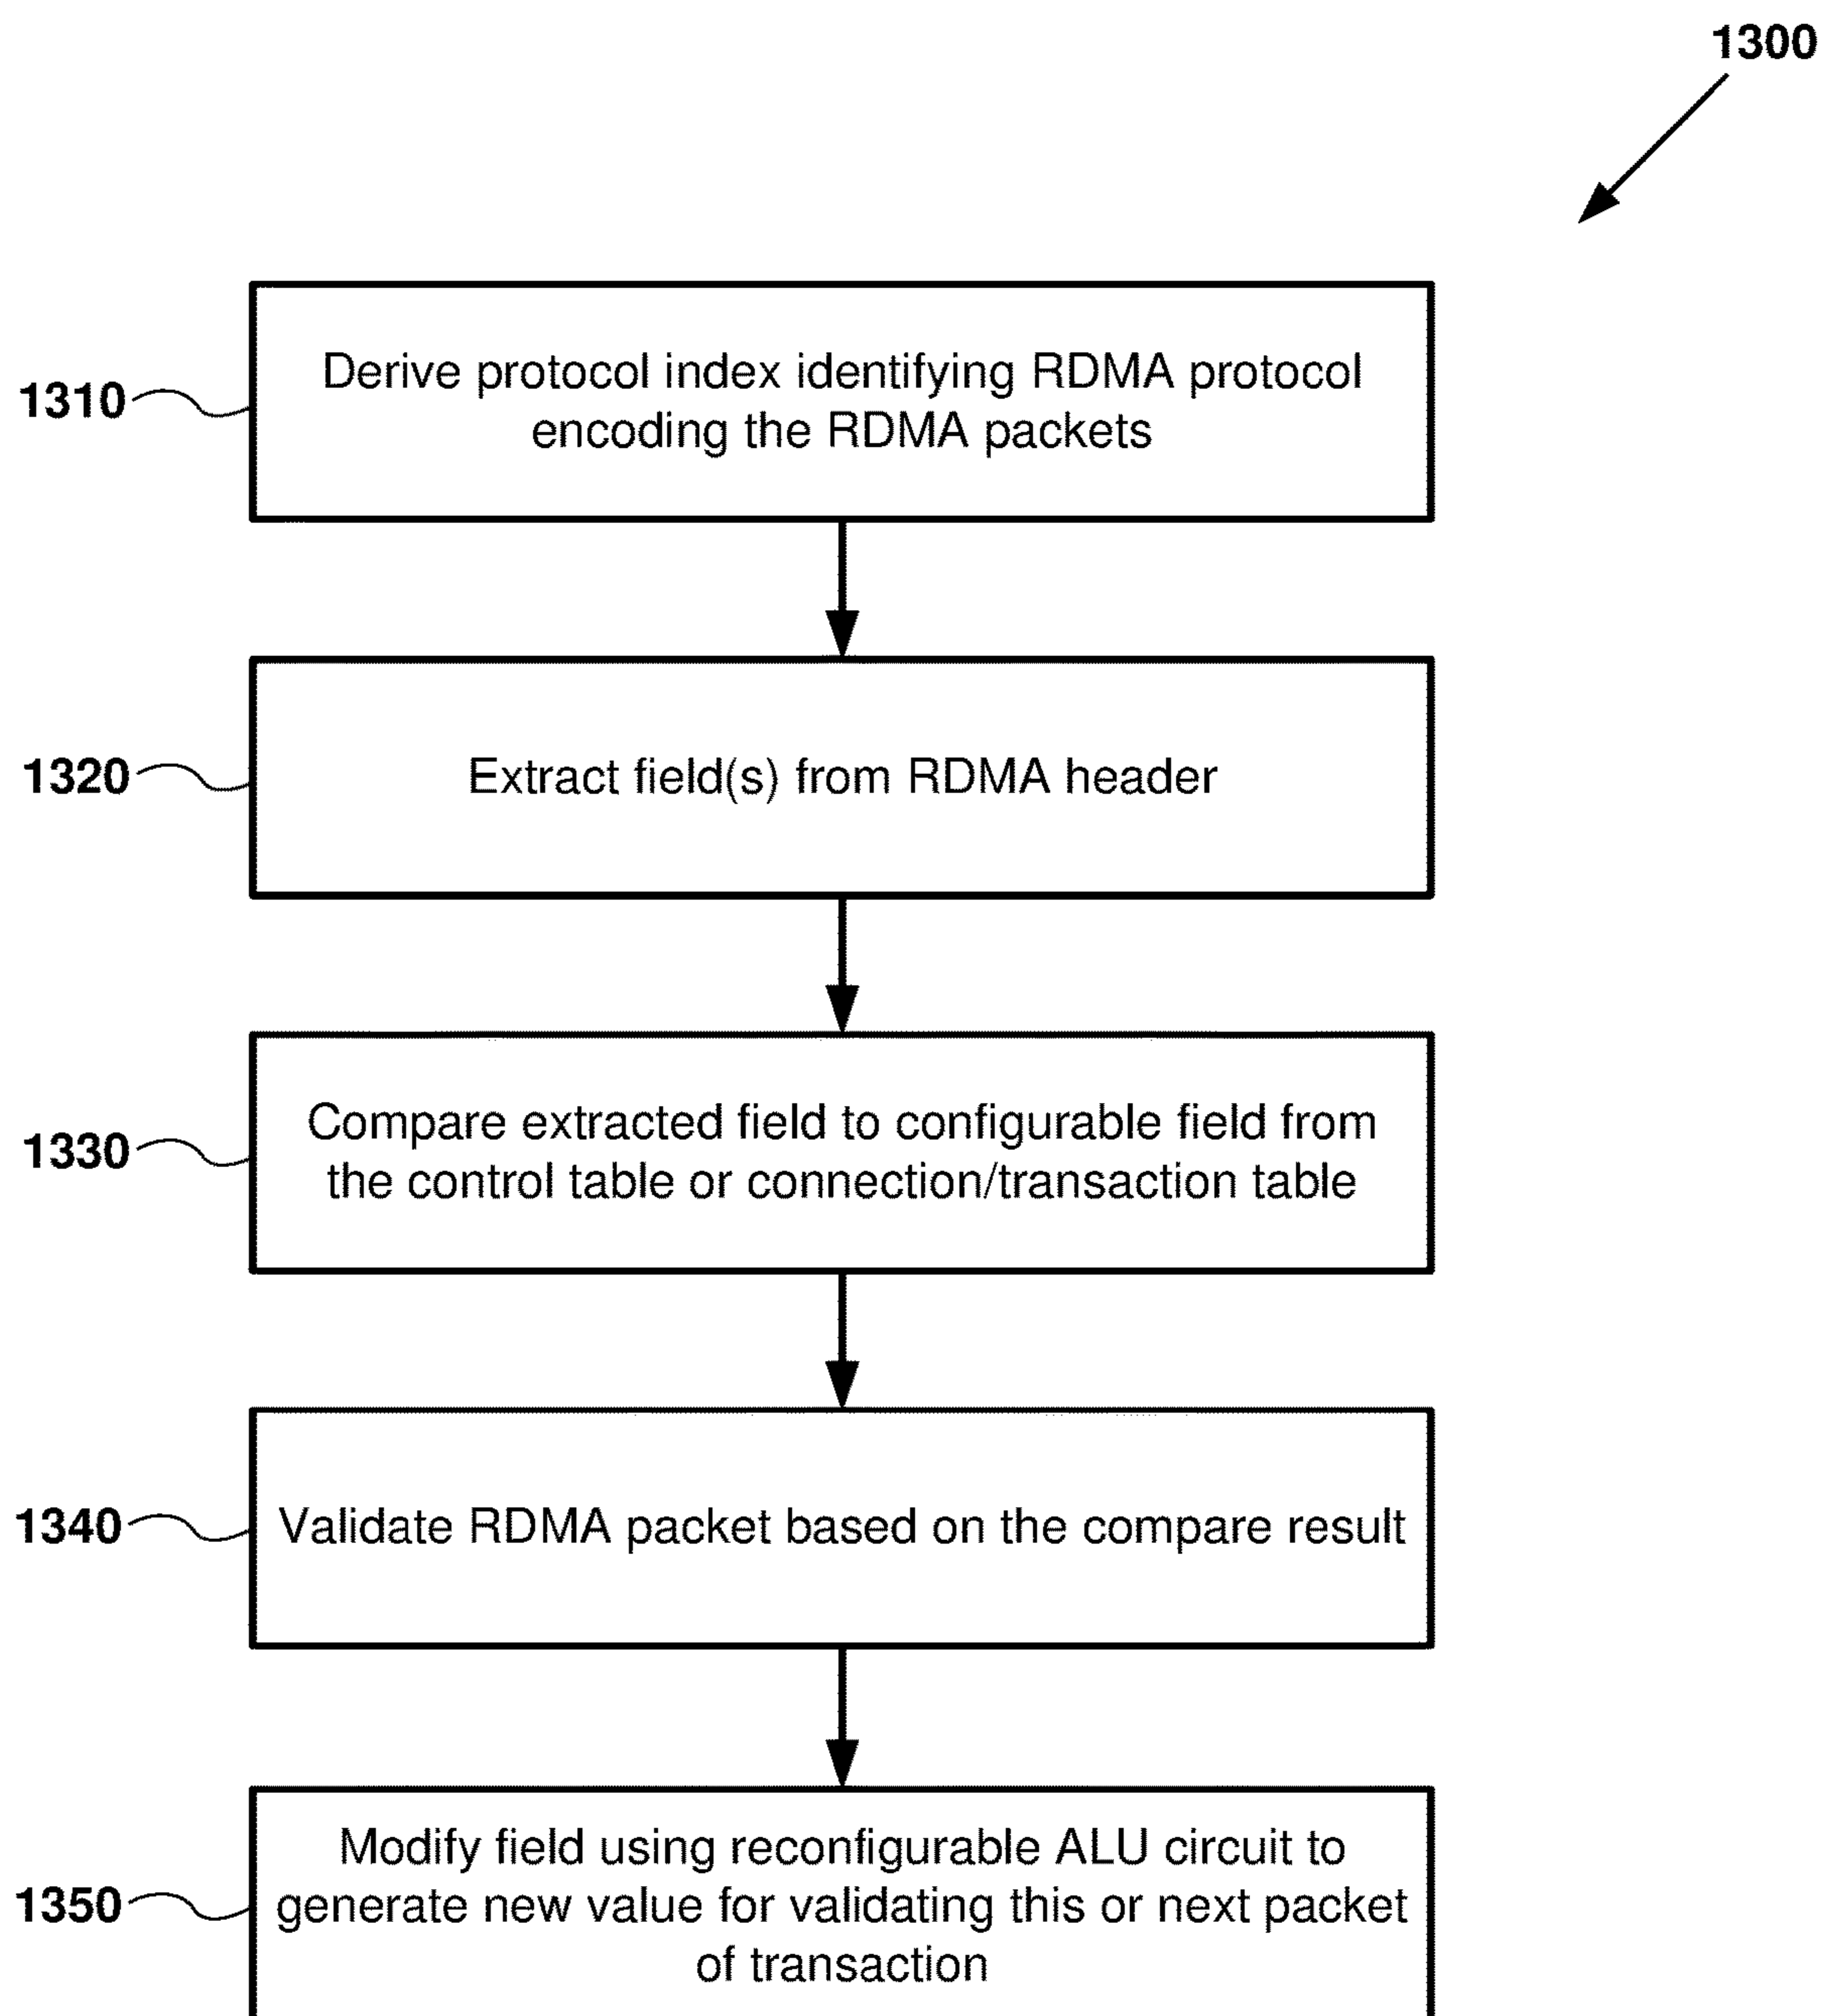 1300
1310
Derive protocol index identifying RDMA protocol
encoding the RDMA packets
1320
Extract field(s) from RDMA header
1330
Compare extracted field to configurable field from
the control table or connection/transaction table
1340
Validate RDMA packet based on the compare result
1350
Modify field using reconfigurable ALU circuit to
generate new value for validating this or next packet
of transaction